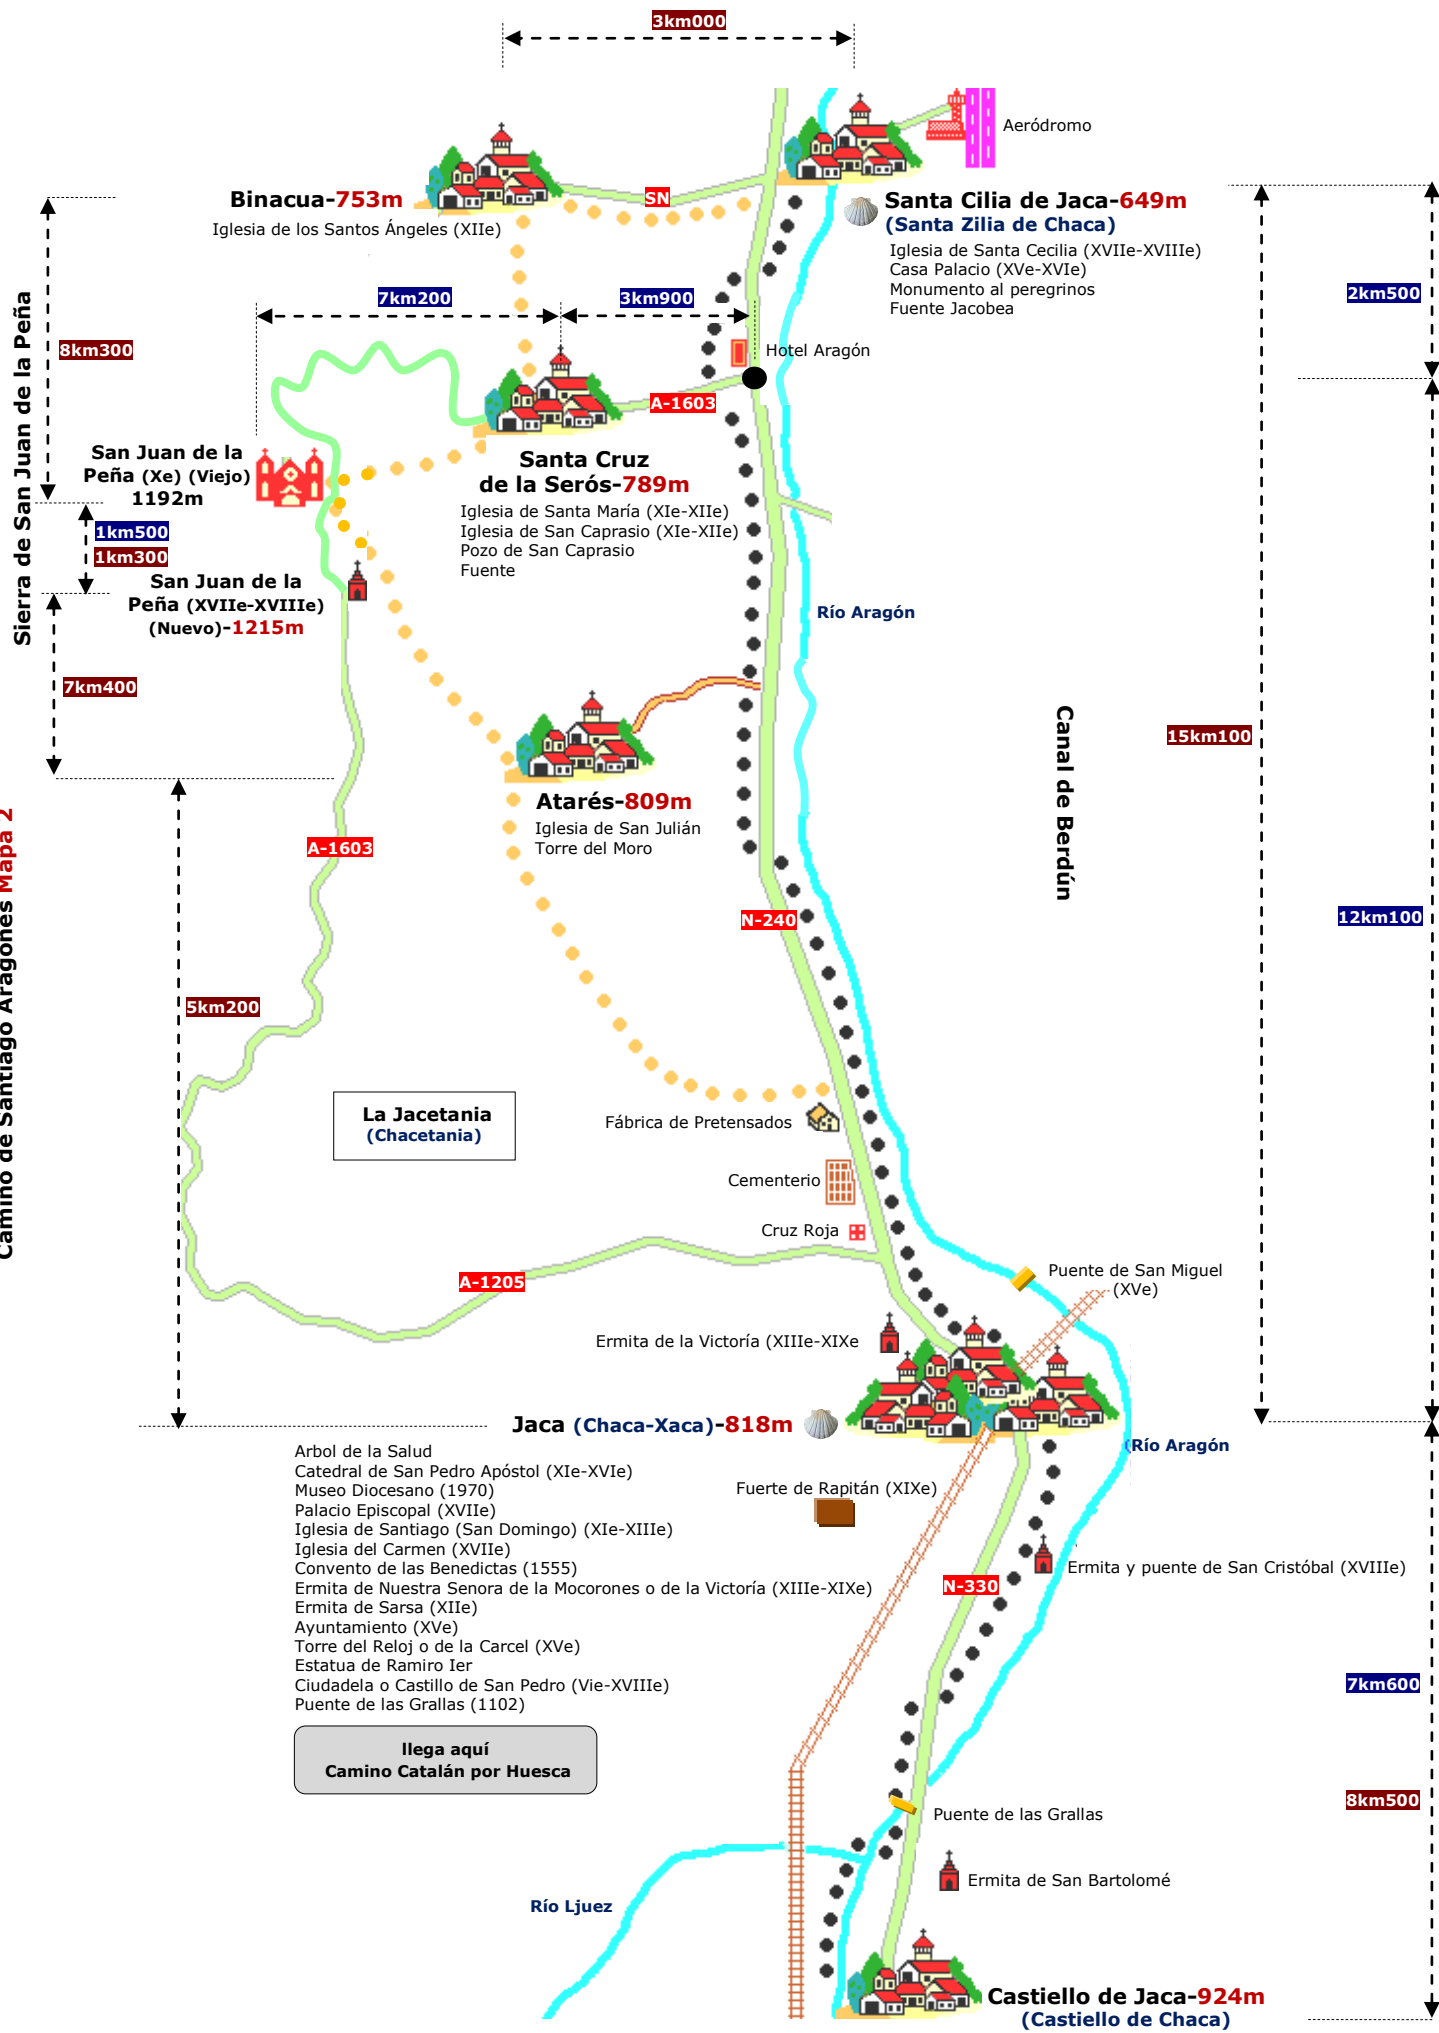 3km000
Aeródromo
Binacua-753m
Iglesia de los Santos Ángeles (XIIe)
SN
Santa Cilia de Jaca-649m
(Santa Zilia de Chaca)
Iglesia de Santa Cecilia (XVIIe-XVIIIe)
Casa Palacio (XVe-XVIe)
Monumento al peregrinos
Fuente Jacobea
2km500
7km200
3km900
8km300
Sierra de San Juan de la Peña
Hotel Aragón
A-1603
San Juan de la
Peña (Xe) (Viejo)
1192m
Santa Cruz
de la Serós-789m
Iglesia de Santa María (XIe-XIIe)
Iglesia de San Caprasio (XIe-XIIe)
Pozo de San Caprasio
Fuente
1km500
1km300
San Juan de la
Peña (XVIIe-XVIIIe)
(Nuevo)-1215m
Río Aragón
7km400
Canal de Berdún
15km100
Atarés-809m
Iglesia de San Julián
Torre del Moro
A-1603
Camino de Santiago Aragones Mapa 2
N-240
12km100
5km200
La Jacetania
(Chacetania)
Fábrica de Pretensados
Cementerio
Cruz Roja
A-1205
Puente de San Miguel
(XVe)
Ermita de la Victoría (XIIIe-XIXe
Jaca (Chaca-Xaca)-818m
(Río Aragón
Arbol de la Salud
Catedral de San Pedro Apóstol (XIe-XVIe)
Museo Diocesano (1970)
Palacio Episcopal (XVIIe)
Iglesia de Santiago (San Domingo) (XIe-XIIIe)
Iglesia del Carmen (XVIIe)
Convento de las Benedictas (1555)
Ermita de Nuestra Senora de la Mocorones o de la Victoría (XIIIe-XIXe)
Ermita de Sarsa (XIIe)
Ayuntamiento (XVe)
Torre del Reloj o de la Carcel (XVe)
Estatua de Ramiro Ier
Ciudadela o Castillo de San Pedro (Vie-XVIIIe)
Puente de las Grallas (1102)
Fuerte de Rapitán (XIXe)
Ermita y puente de San Cristóbal (XVIIIe)
N-330
7km600
llega aquí
Camino Catalán por Huesca
8km500
Puente de las Grallas
Ermita de San Bartolomé
Río Ljuez
Castiello de Jaca-924m
(Castiello de Chaca)